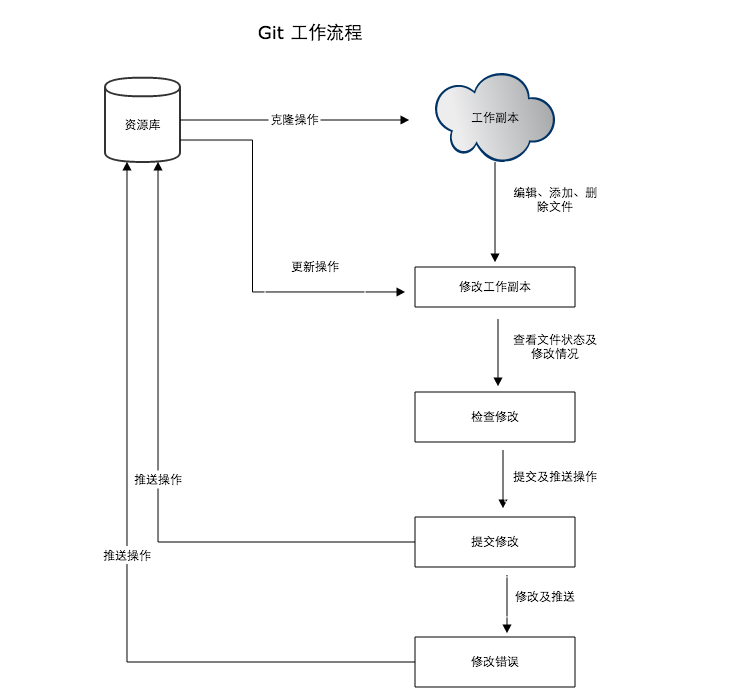 Git 工作流程
资源库
克隆操作
工作副本
编辑、添加、删
除文件
更新操作
修改工作副本
查看文件状态及
修改情况
检查修改
推送操作
提交及推送操作
提交修改
推送操作
修改及推送
修改错误